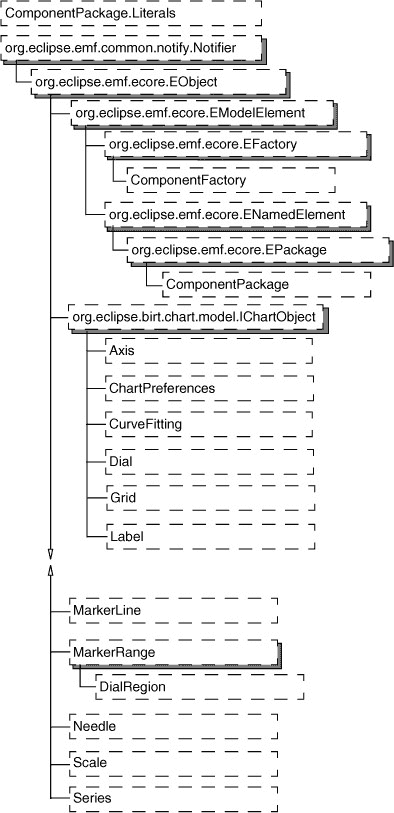 ComponentPackage.Literals
org.eclipse.emf.common.notify.Notifier
org.eclipse.emf.ecore.EObject
org.eclipse.emf.ecore.EModelElement
org.eclipse.emf.ecore.EFactory
ComponentFactory
org.eclipse.emf.ecore.ENamedElement
org.eclipse.emf.ecore.EPackage
ComponentPackage
org.eclipse.birt.chart.model.IChartObject
Axis
ChartPreferences
CurveFitting
Dial
Grid
Label
MarkerLine
MarkerRange
DialRegion
Needle
Scale
Series